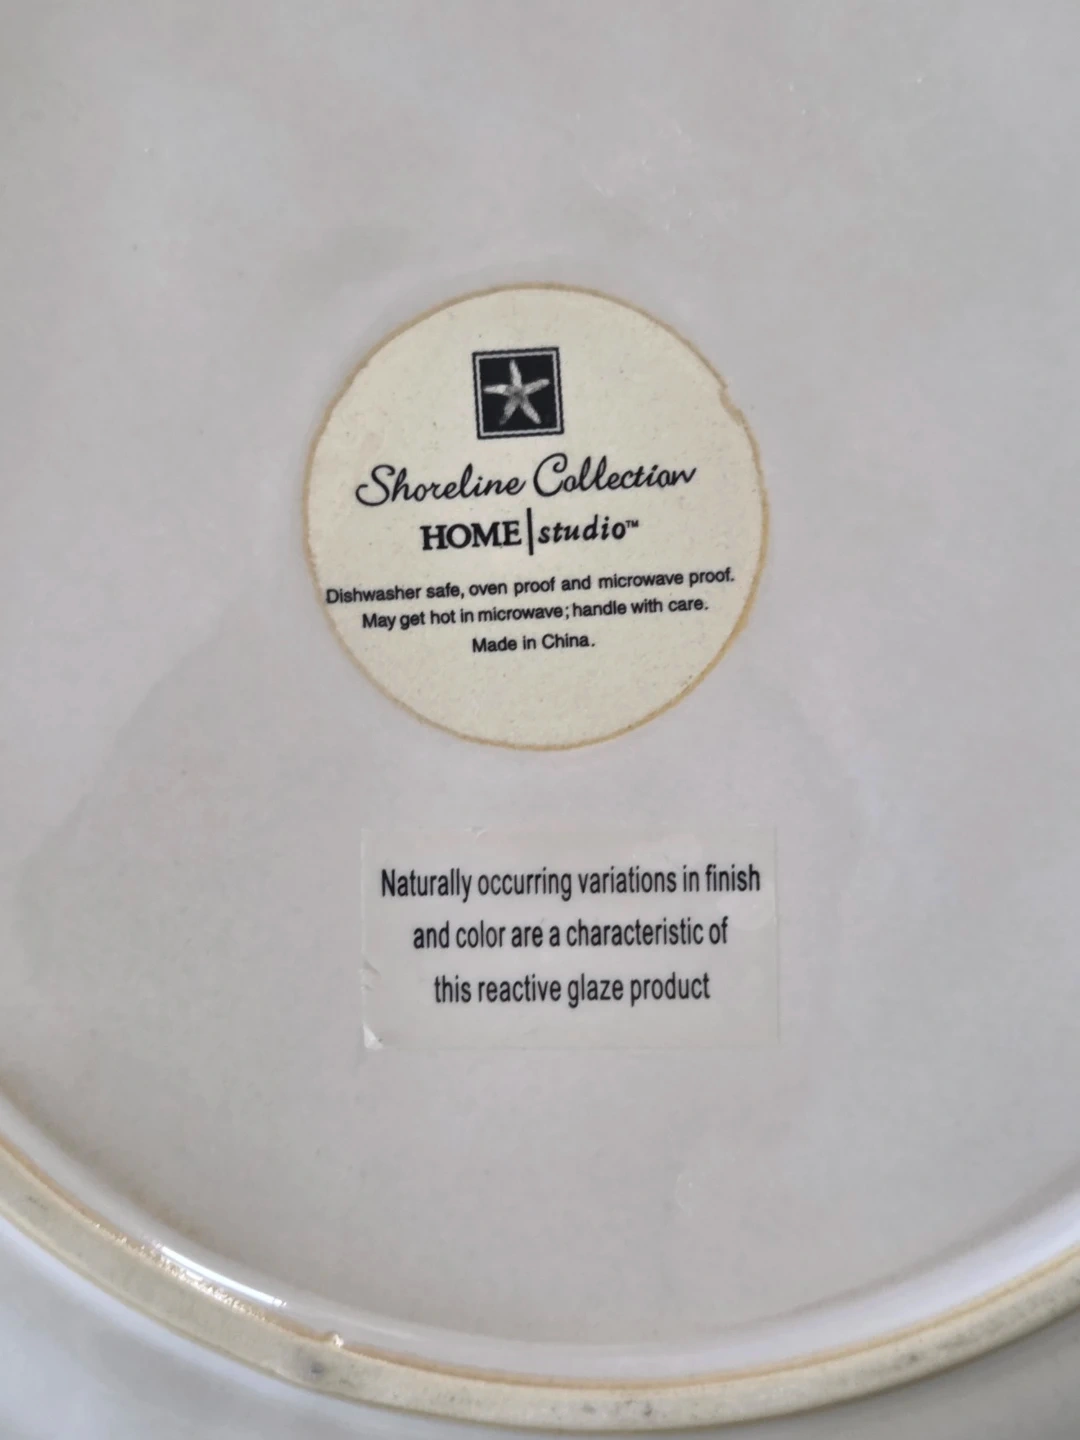 Shoreline Collection
HOME|studio™
Dishwasher safe, oven proof and microwave proof.
May get hot in microwave; handle with care.
Made in China.
Naturally occurring variations in finish
and color are a characteristic of
this reactive glaze product